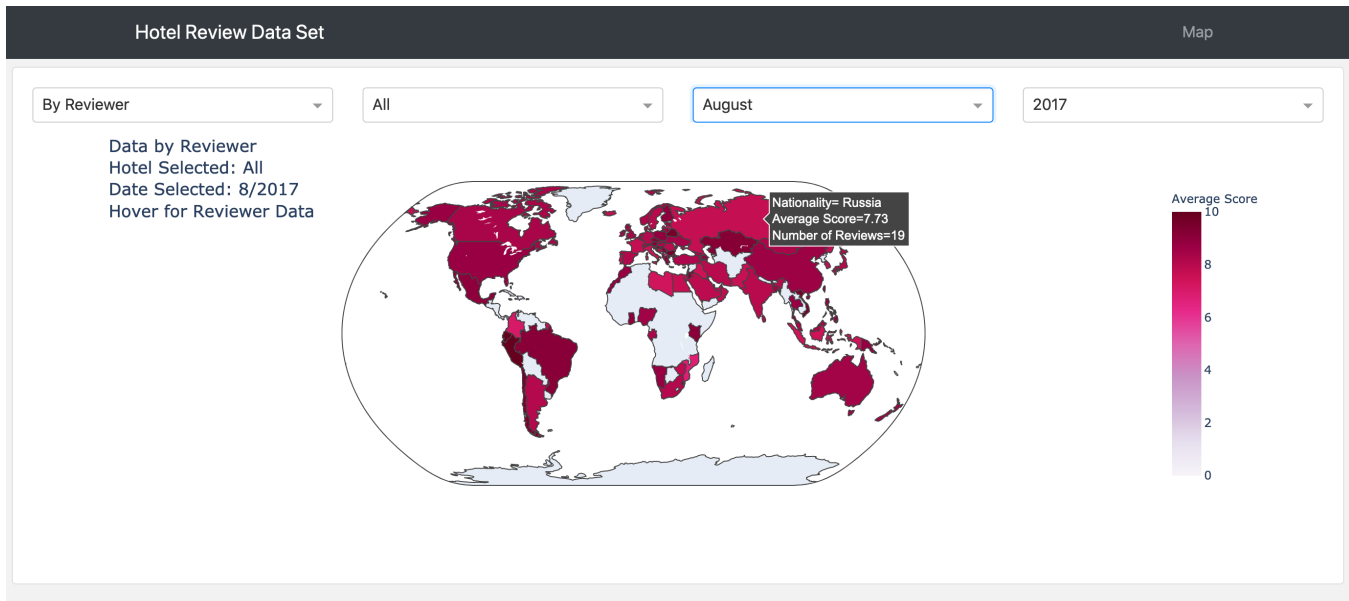 Hotel Review Data Set
Map
By Reviewer
All
August
2017
Data by Reviewer
Hotel Selected: All
Date Selected: 8/2017
Hover for Reviewer Data
Nationality= Russia
Average Score=7.73
Number of Reviews=19
Average Score
10
8
6
4
2
0